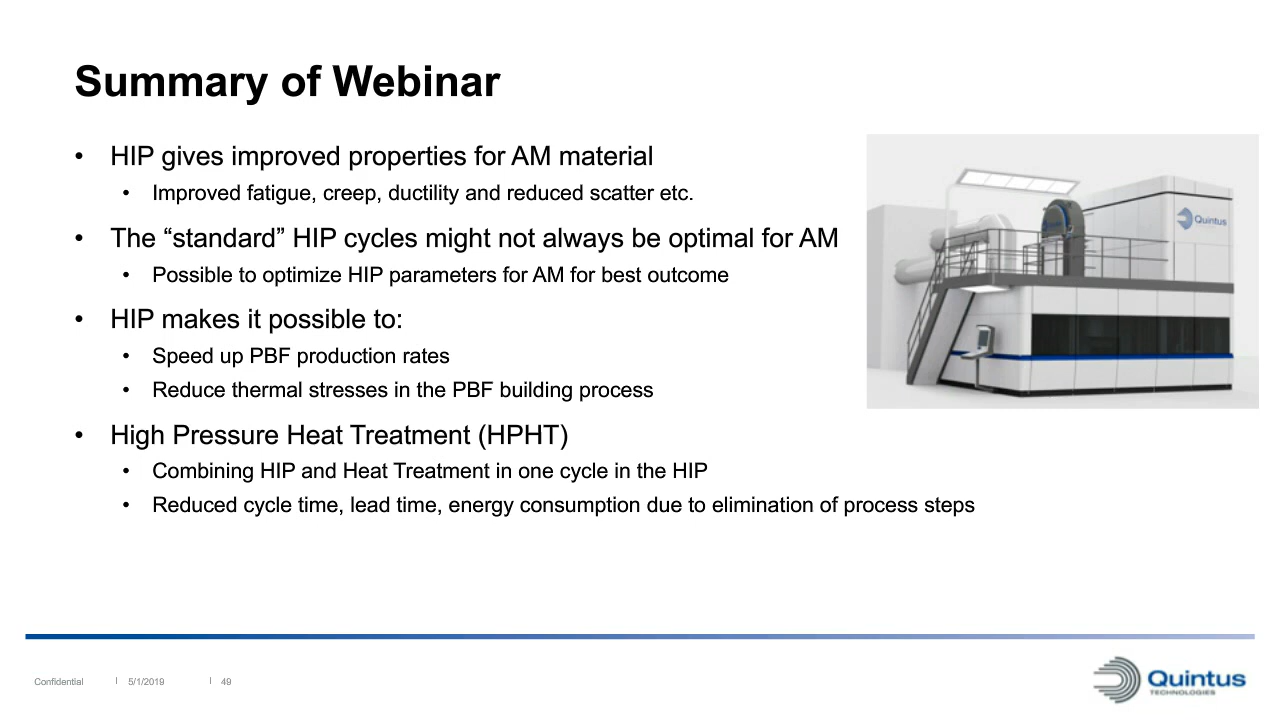 Summary of Webinar
• HIP gives improved properties for AM material
• Improved fatigue, creep, ductility and reduced scatter etc.
• The “standard” HIP cycles might not always be optimal for AM
• Possible to optimize HIP parameters for AM for best outcome
• HIP makes it possible to:
• Speed up PBF production rates
• Reduce thermal stresses in the PBF building process
• High Pressure Heat Treatment (HPHT)
• Combining HIP and Heat Treatment in one cycle in the HIP
• Reduced cycle time, lead time, energy consumption due to elimination of process steps
Quintus
Confidential | 5/1/2019 | 49
Quintus
TECHNOLOGIES